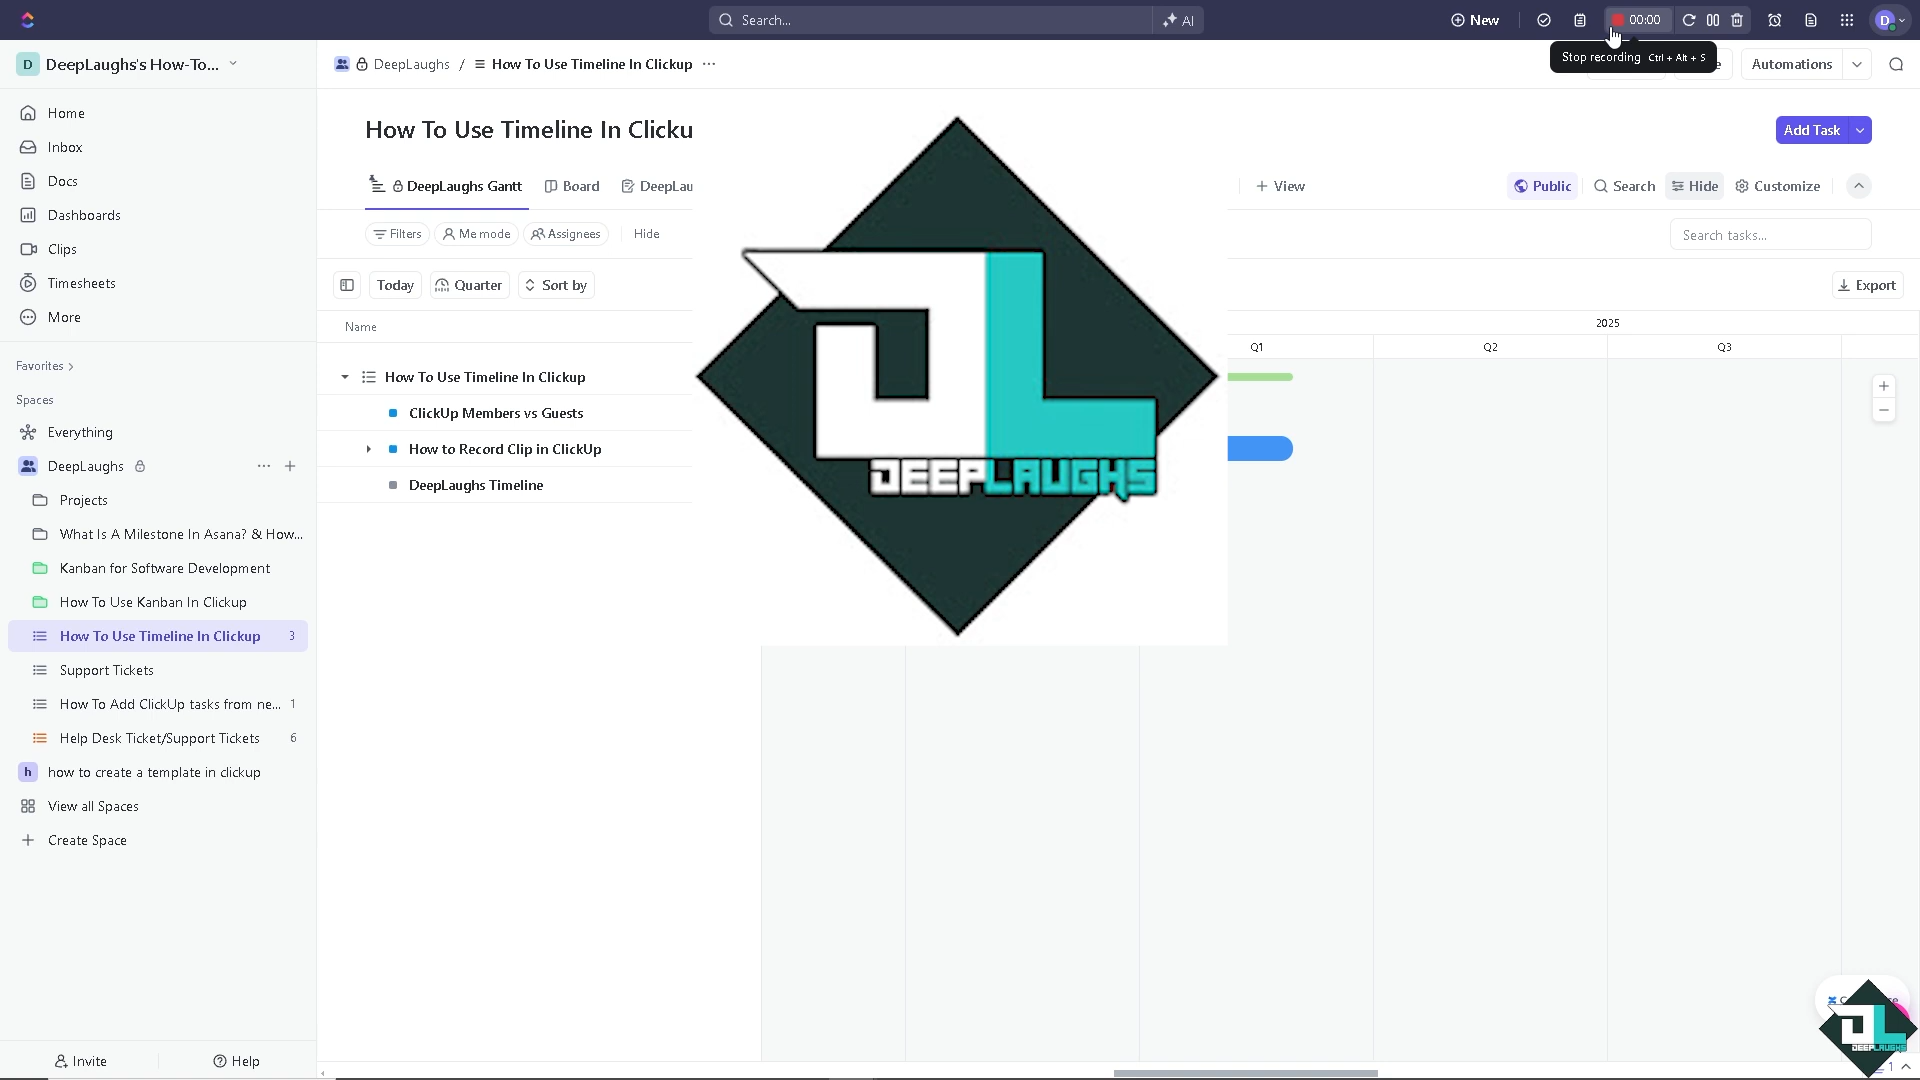 Search...
AI
New
00:00
D
Stop recording Ctrl + Alt + S
D DeepLaughs's How-To...
DeepLaughs / How To Use Timeline In Clickup ...
Automations
Home
Inbox
Docs
Dashboards
Clips
Timesheets
More
Favorites
Spaces
Everything
DeepLaughs
Projects
What Is A Milestone In Asana? & How...
Kanban for Software Development
How To Use Kanban In Clickup
How To Use Timeline In Clickup 3
Support Tickets
How To Add ClickUp tasks from ne... 1
Help Desk Ticket/Support Tickets 6
h how to create a template in clickup
View all Spaces
Create Space
Invite
Help
How To Use Timeline In Clicku
Add Task
DeepLaughs Gantt
Board
DeepLau
View
Public
Search
Hide
Customize
Filters
Me mode
Assignees
Hide
Search tasks...
Today
Quarter
Sort by
Export
Name
2025
Q1
Q2
Q3
How To Use Timeline In Clickup
ClickUp Members vs Guests
How to Record Clip in ClickUp
DeepLaughs Timeline
DL
DEEPLAUGHS
DL
DEEPLAUGHS
1